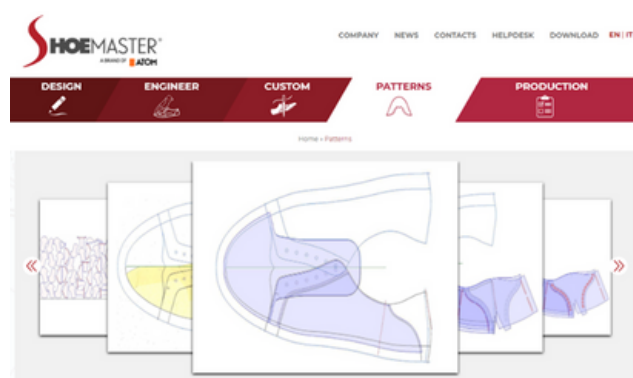 SHOEMASTER®
A BRAND OF ATOM
COMPANY NEWS CONTACTS HELPDESK DOWNLOAD EN | IT
DESIGN ENGINEER CUSTOM PATTERNS PRODUCTION
Home » Patterns